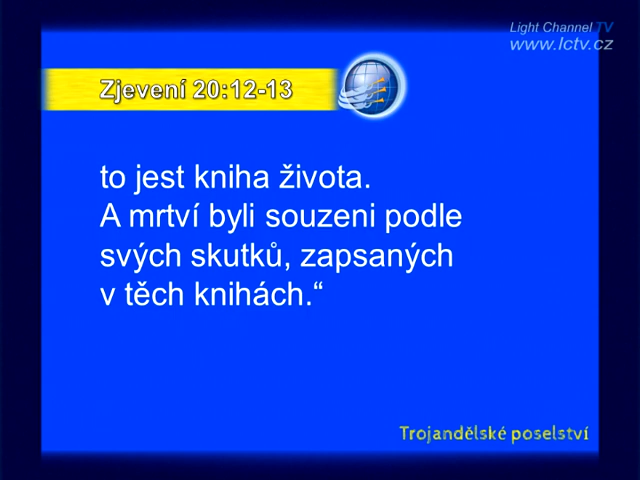 Light Channel TV
www.lctv.cz
Zjevení 20:12-13
to jest kniha života.
A mrtví byli souzeni podle
svých skutků, zapsaných
v těch knihách.“
Trojandělské poselství